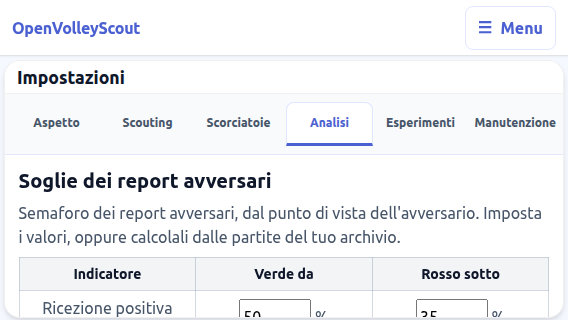 OpenVolleyScout
☰ Menu
Impostazioni
Aspetto Scouting Scorciatoie Analisi Esperimenti Manutenzione
Soglie dei report avversari
Semaforo dei report avversari, dal punto di vista dell'avversario. Imposta
i valori, oppure calcolali dalle partite del tuo archivio.
Indicatore Verde da Rosso sotto
Ricezione positiva 50 % 35 %